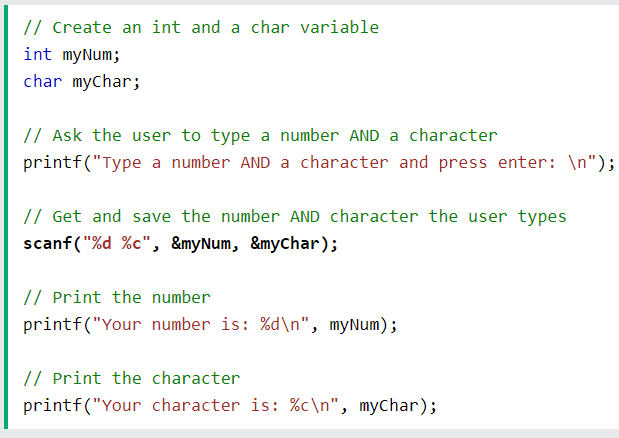 // Create an int and a char variable
int myNum;
char myChar;
// Ask the user to type a number AND a character
printf("Type a number AND a character and press enter: \n");
// Get and save the number AND character the user types
scanf("%d %c", &myNum, &myChar);
// Print the number
printf("Your number is: %d\n", myNum);
// Print the character
printf("Your character is: %c\n", myChar);